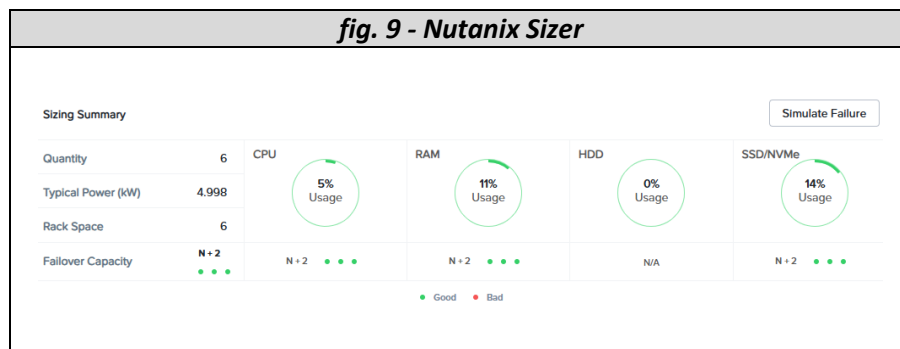 fig. 9 - Nutanix Sizer
Sizing Summary
Simulate Failure
Quantity 6
Typical Power (kW) 4.998
Rack Space 6
CPU
5%
Usage
RAM
11%
Usage
HDD
0%
Usage
SSD/NVMe
14%
Usage
Failover Capacity N + 2
N + 2
N + 2
N/A
N + 2
Good Bad